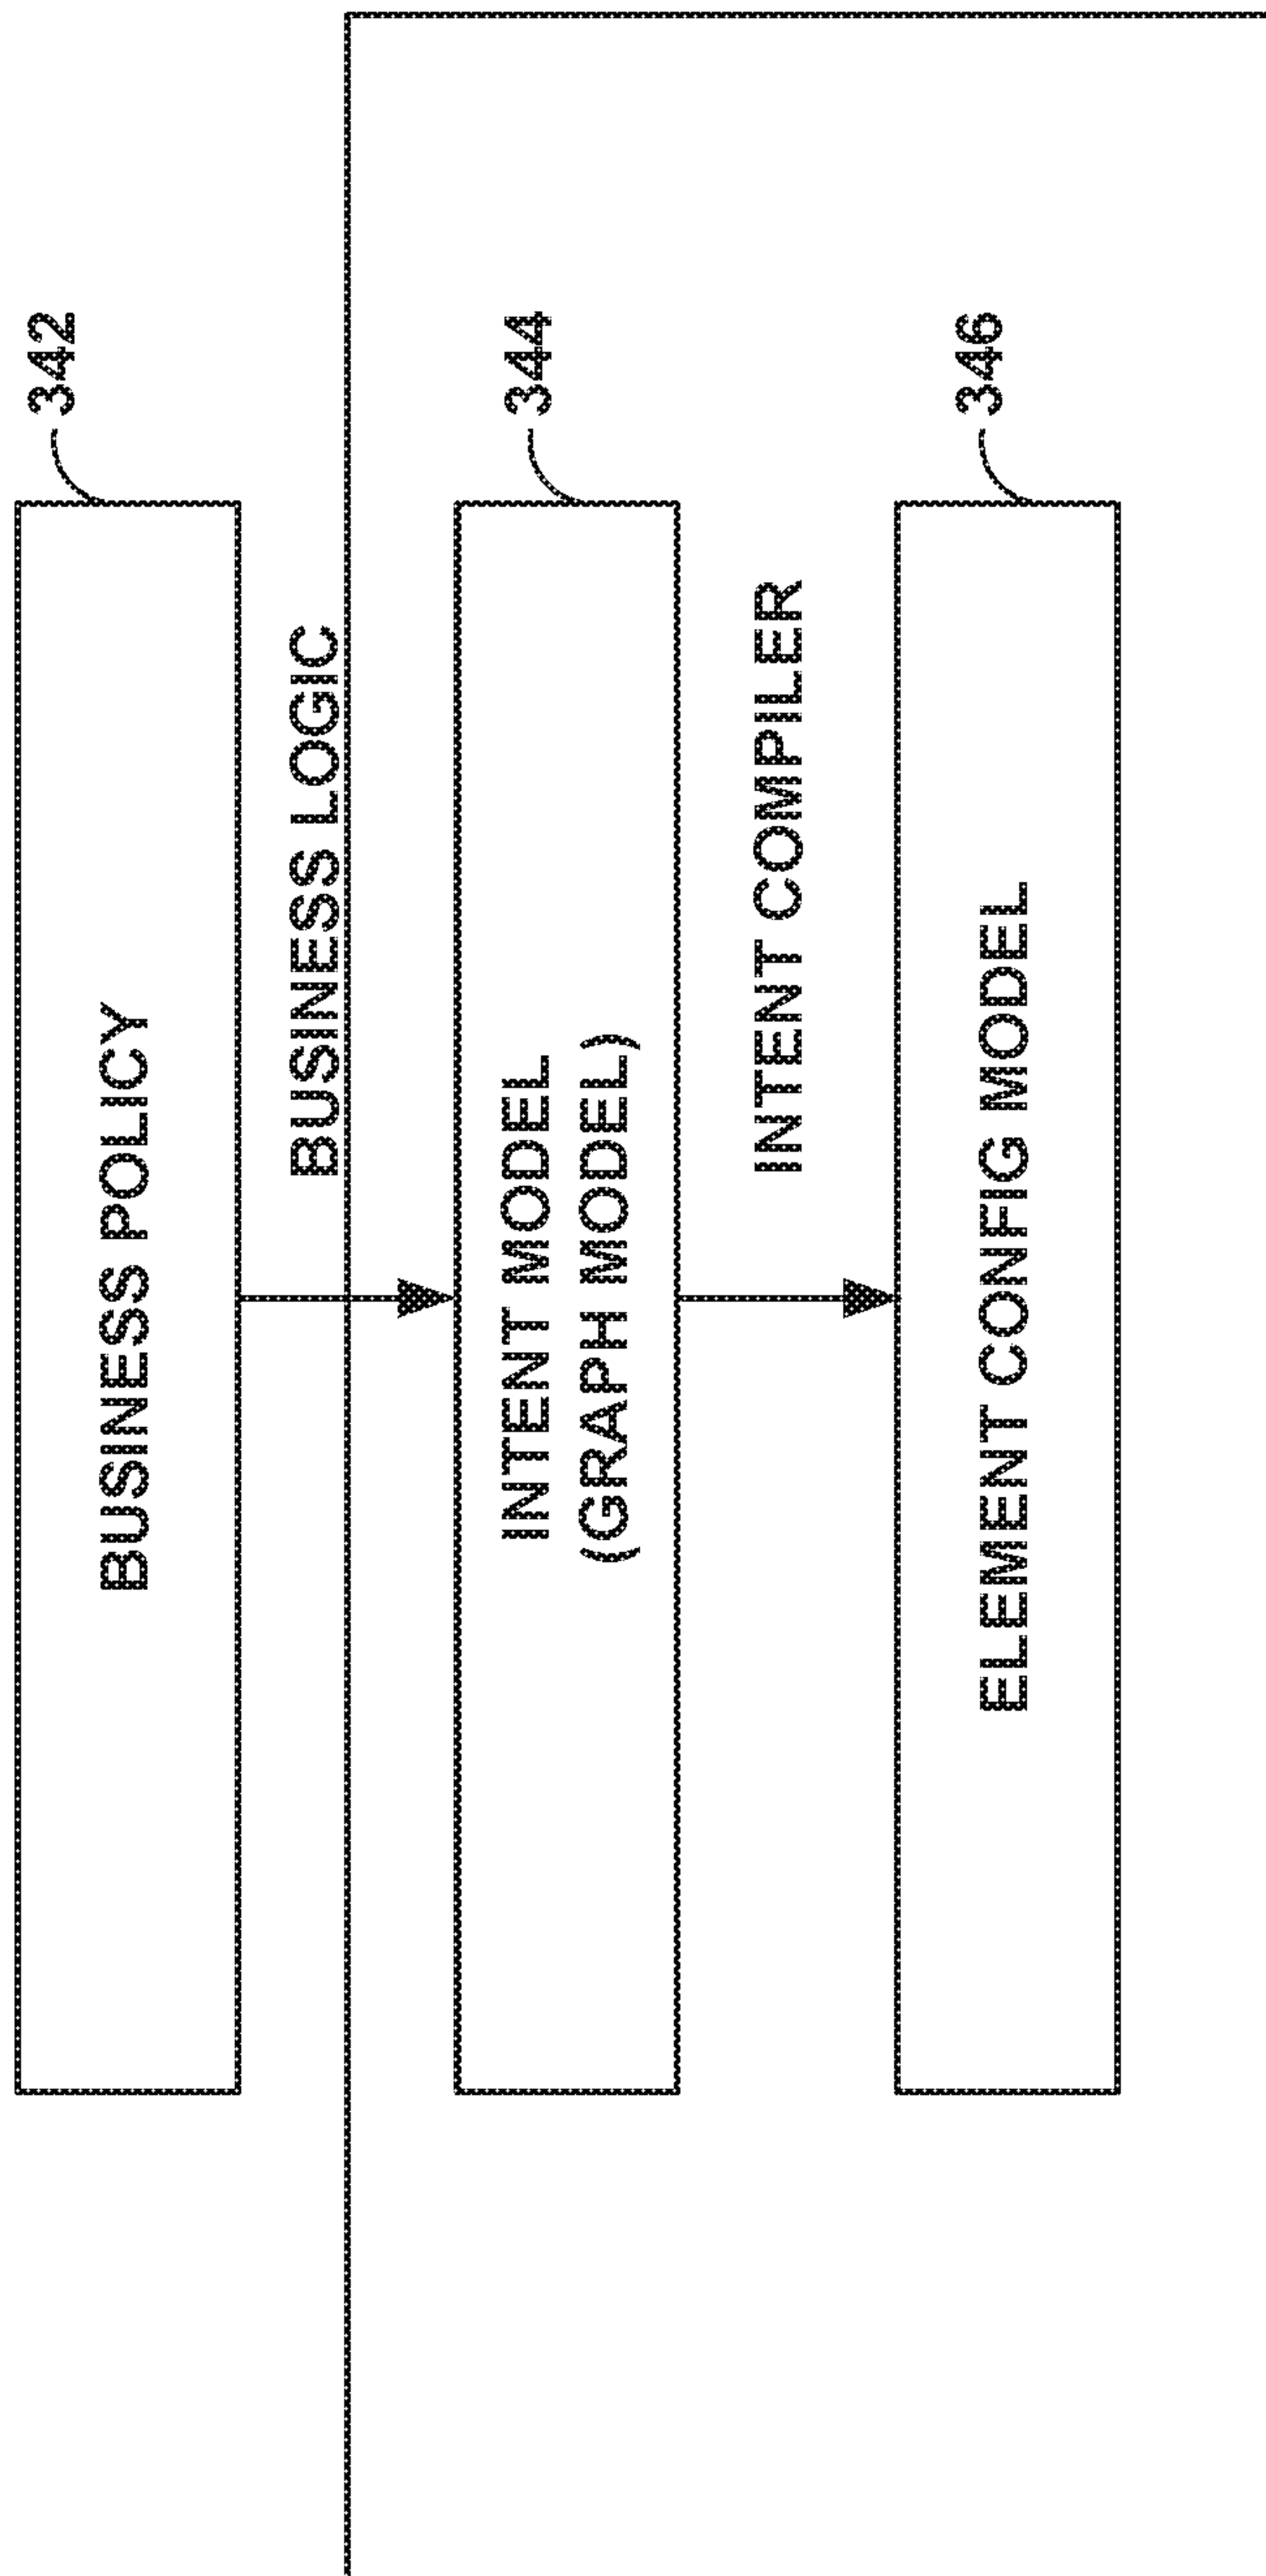 342
BUSINESS POLICY
BUSINESS LOGIC
344
INTENT MODEL
(GRAPH MODEL)
INTENT COMPILER
346
ELEMENT CONFIG MODEL